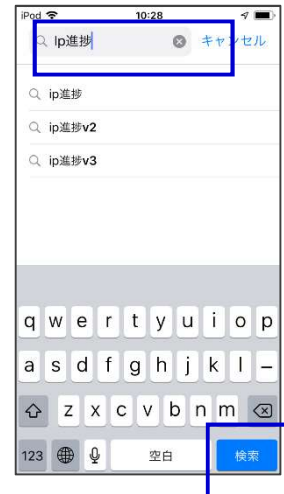 iPod 10:28
Ip進捗 キャンセル
ip進捗
ip進捗v2
ip進捗v3
q w e r t y u i o p
a s d f g h j k l ー
z x c v b n m
123 空白 検索